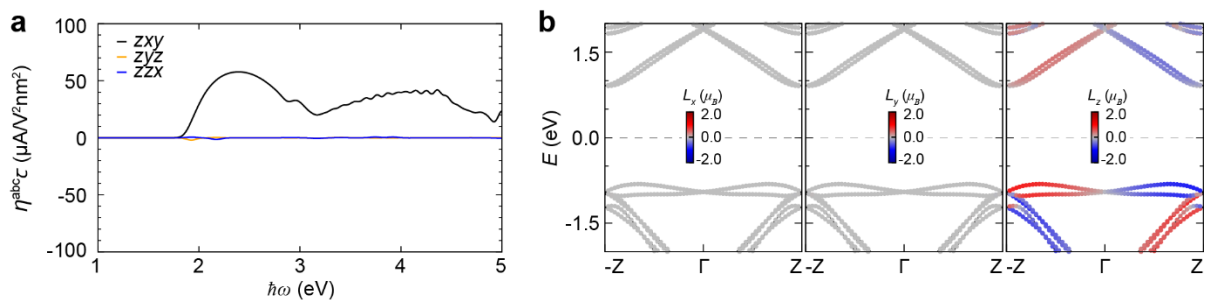 a
100
50
0
-50
-100
η^abc τ (µA/V²nm²)
zxy
zyz
zzx
1 2 3 4 5
ℏω (eV)
b
1.5
0.0
-1.5
E (eV)
L_x (μ_B)
2.0
0.0
-2.0
L_y (μ_B)
2.0
0.0
-2.0
L_z (μ_B)
2.0
0.0
-2.0
-Z Γ Z
-Z Γ Z
-Z Γ Z